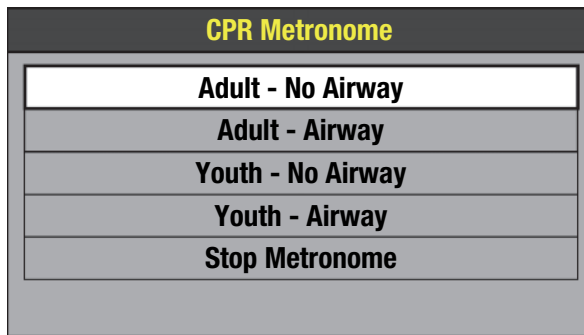 CPR Metronome
Adult - No Airway
Adult - Airway
Youth - No Airway
Youth - Airway
Stop Metronome